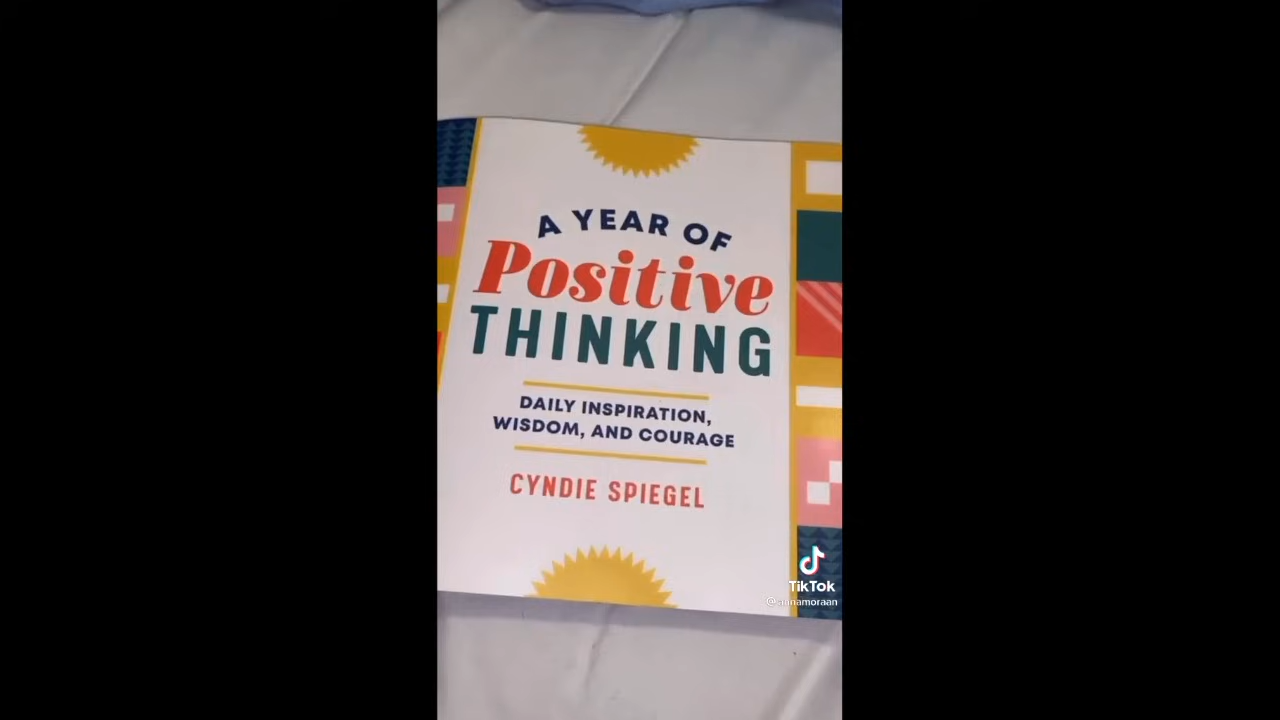 A YEAR OF
Positive
THINKING
DAILY INSPIRATION,
WISDOM, AND COURAGE
CYNDIE SPIEGEL
TikTok